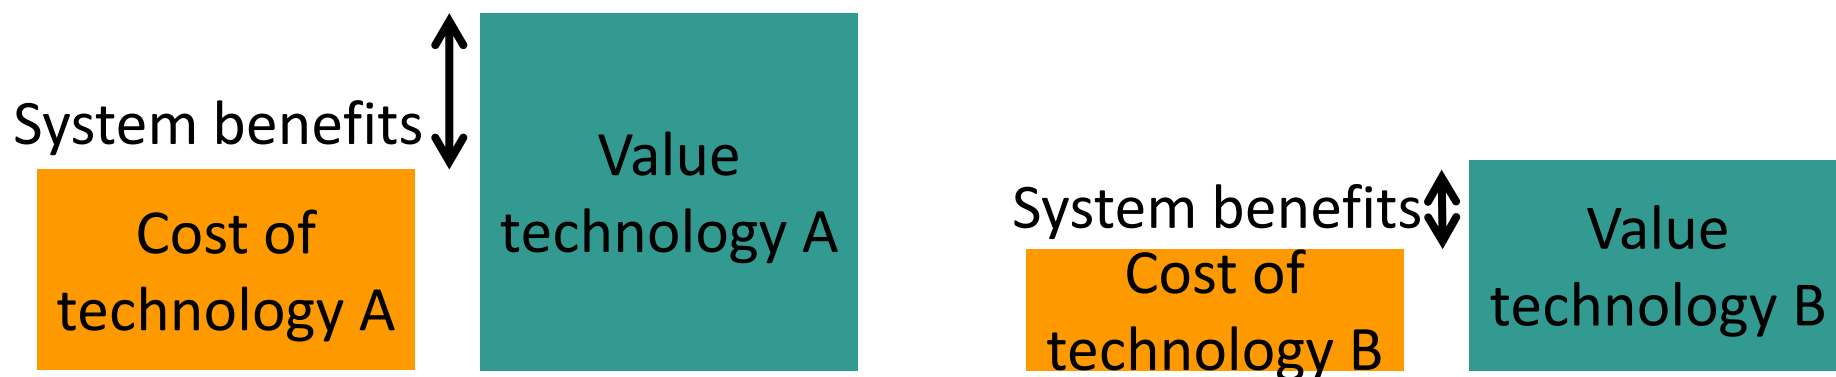 System benefits
Cost of
technology A
Value
technology A
System benefits
Cost of
technology B
Value
technology B